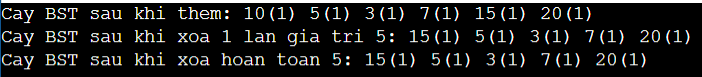 Cay BST sau khi them: 10(1) 5(1) 3(1) 7(1) 15(1) 20(1)
Cay BST sau khi xoa 1 lan gia tri 5: 15(1) 5(1) 3(1) 7(1) 20(1)
Cay BST sau khi xoa hoan toan 5: 15(1) 5(1) 3(1) 7(1) 20(1)